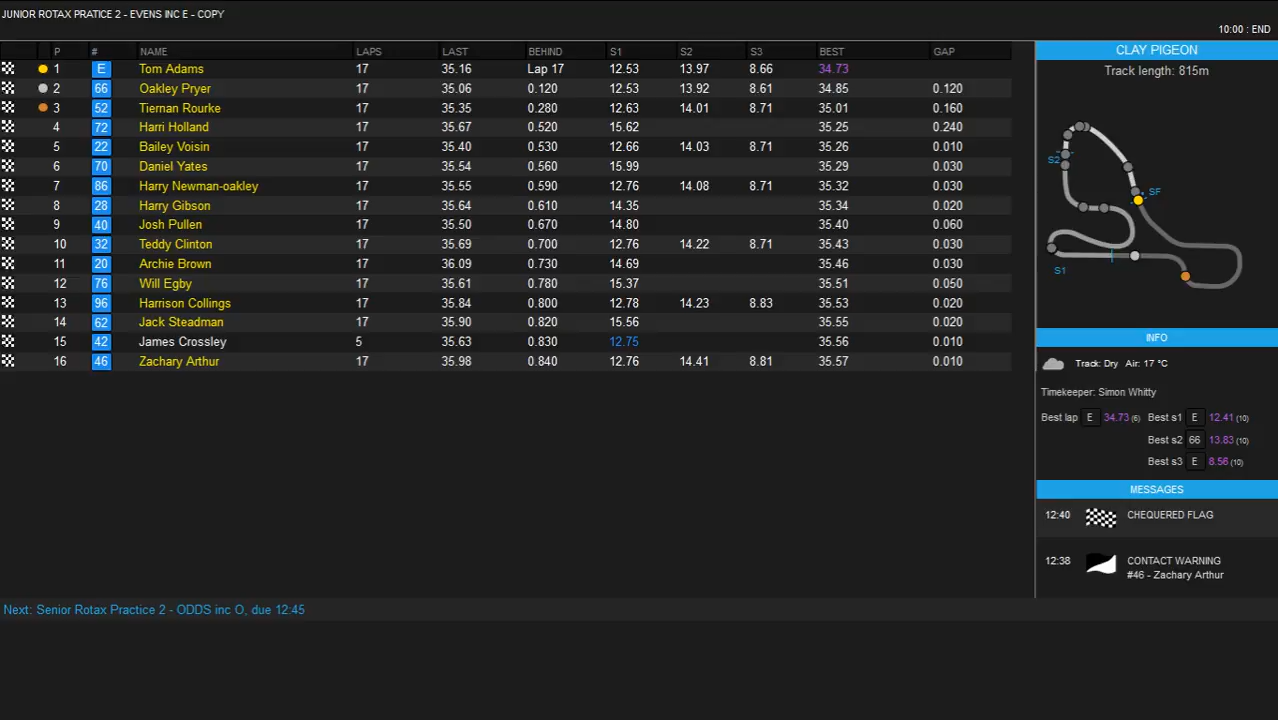 JUNIOR ROTAX PRATICE 2 - EVENS INC E - COPY
10:00 : END
P # NAME LAPS LAST BEHIND S1 S2 S3 BEST GAP
1 E Tom Adams 17 35.16 Lap 17 12.53 13.97 8.66 34.73
2 66 Oakley Pryer 17 35.06 0.120 12.53 13.92 8.61 34.85 0.120
3 52 Tiernan Rourke 17 35.35 0.280 12.63 14.01 8.71 35.01 0.160
4 72 Harri Holland 17 35.67 0.520 15.62 35.25 0.240
5 22 Bailey Voisin 17 35.40 0.530 12.66 14.03 8.71 35.26 0.010
6 70 Daniel Yates 17 35.54 0.560 15.99 35.29 0.030
7 86 Harry Newman-oakley 17 35.55 0.590 12.76 14.08 8.71 35.32 0.030
8 28 Harry Gibson 17 35.64 0.610 14.35 35.34 0.020
9 40 Josh Pullen 17 35.50 0.670 14.80 35.40 0.060
10 32 Teddy Clinton 17 35.69 0.700 12.76 14.22 8.71 35.43 0.030
11 20 Archie Brown 17 36.09 0.730 14.69 35.46 0.030
12 76 Will Egby 17 35.61 0.780 15.37 35.51 0.050
13 96 Harrison Collings 17 35.84 0.800 12.78 14.23 8.83 35.53 0.020
14 62 Jack Steadman 17 35.90 0.820 15.56 35.55 0.020
15 42 James Crossley 5 35.63 0.830 12.75 35.56 0.010
16 46 Zachary Arthur 17 35.98 0.840 12.76 14.41 8.81 35.57 0.010
CLAY PIGEON
Track length: 815m
S2
SF
S1
INFO
Track: Dry Air: 17 °C
Timekeeper: Simon Whitty
Best lap E 34.73 (6) Best s1 E 12.41 (10)
Best s2 66 13.83 (10)
Best s3 E 8.56 (10)
MESSAGES
12:40 CHEQUERED FLAG
12:38 CONTACT WARNING
#46 - Zachary Arthur
Next: Senior Rotax Practice 2 - ODDS inc O, due 12:45